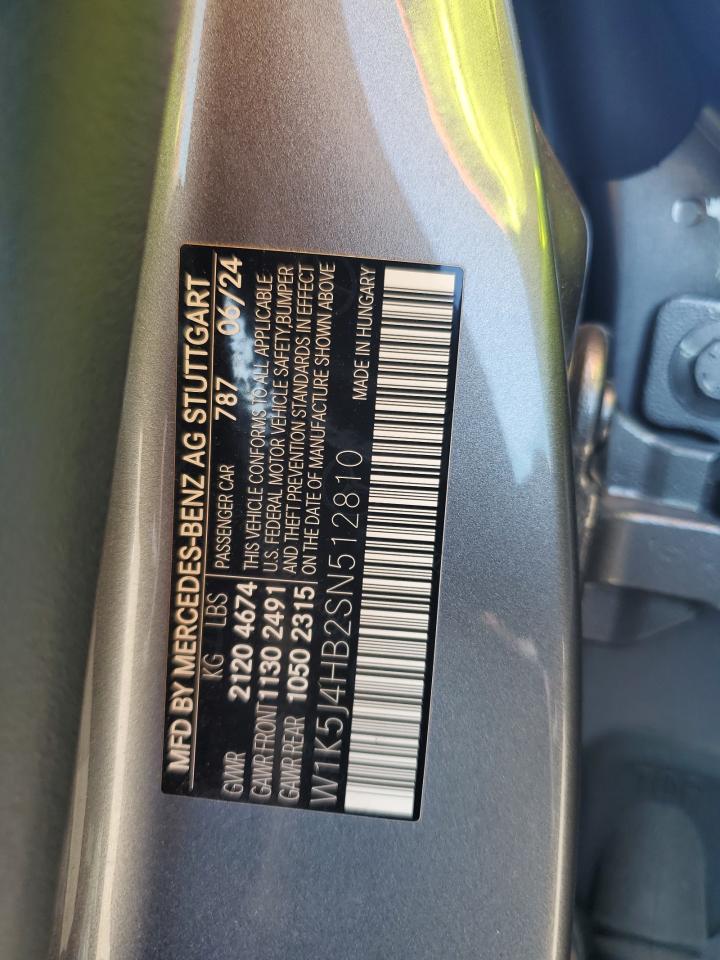 MFD BY MERCEDES-BENZ AG STUTTGART
KG LBS PASSENGER CAR 787 06/24
GVWR 2120 4674 THIS VEHICLE CONFORMS TO ALL APPLICABLE
GAWR FRONT 1130 2491 U.S. FEDERAL MOTOR VEHICLE SAFETY,BUMPER
GAWR REAR 1050 2315 AND THEFT PREVENTION STANDARDS IN EFFECT
ON THE DATE OF MANUFACTURE SHOWN ABOVE
W1K5J4HB2SN512810 MADE IN HUNGARY